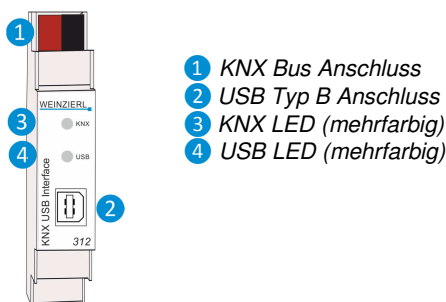 1
1 KNX Bus Anschluss
2 USB Typ B Anschluss
3 KNX LED (mehrfarbig)
4 USB LED (mehrfarbig)
WEINZIERL
3 KNX
4 USB
KNX USB Interface
2
312